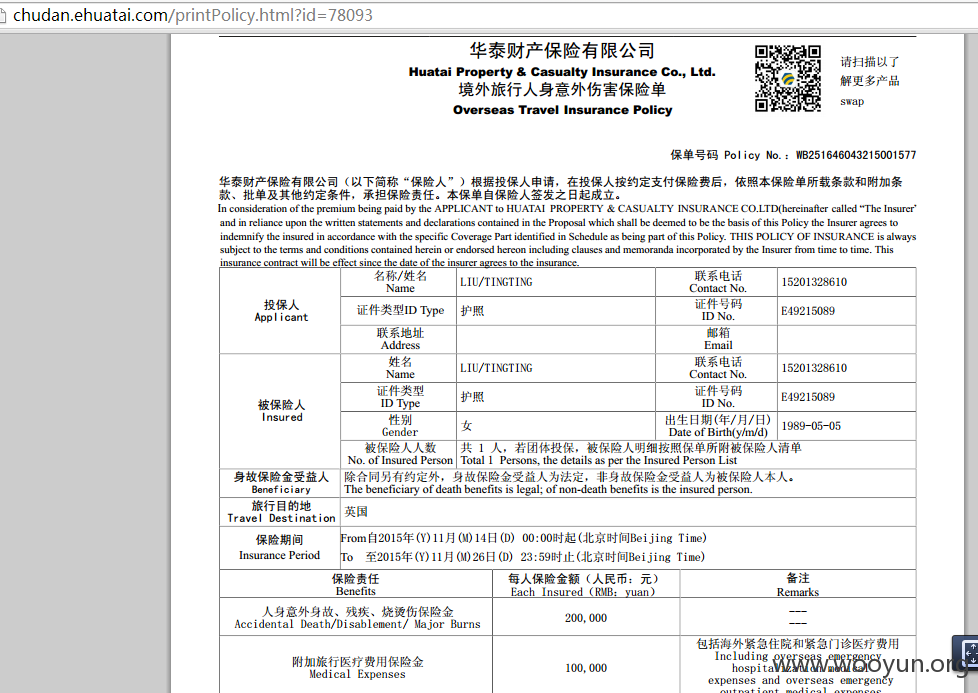 chudan.ehuatai.com/printPolicy.html?id=78093
华泰财产保险有限公司
Huatai Property & Casualty Insurance Co., Ltd.
境外旅行人身意外伤害保险单
Overseas Travel Insurance Policy
请扫描以了
解更多产品
swap
保单号码 Policy No.: WB251646043215001577
华泰财产保险有限公司（以下简称“保险人”）根据投保人申请，在投保人按约定支付保险费后，依照本保险单所载条款和附加条
款、批单及其他约定条件，承担保险责任。本保单自保险人签发之日起成立。
In consideration of the premium being paid by the APPLICANT to HUATAI PROPERTY & CASUALTY INSURANCE CO.LTD(hereinafter called “The Insurer'
and in reliance upon the written statements and declarations contained in the Proposal which shall be deemed to be the basis of this Policy the Insurer agrees to
indemnify the insured in accordance with the specific Coverage Part identified in Schedule as being part of this Policy. THIS POLICY OF INSURANCE is always
subject to the terms and conditions contained herein or endorsed hereon including clauses and memoranda incorporated by the Insurer from time to time. This
insurance contract will be effect since the date of the insurer agrees to the insurance.
投保人
Applicant
名称/姓名
Name
LIU/TINGTING
联系电话
Contact No.
15201328610
证件类型ID Type
护照
证件号码
ID No.
E49215089
联系地址
Address
邮箱
Email
被保险人
Insured
姓名
Name
LIU/TINGTING
联系电话
Contact No.
15201328610
证件类型
ID Type
护照
证件号码
ID No.
E49215089
性别
Gender
女
出生日期(年/月/日)
Date of Birth(y/m/d)
1989-05-05
被保险人人数
No. of Insured Person
共 1 人，若团体投保，被保险人明细按照保单所附被保险人清单
Total 1 Persons, the details as per the Insured Person List
身故保险金受益人
Beneficiary
除合同另有约定外，身故保险金受益人为法定，非身故保险金受益人为被保险人本人。
The beneficiary of death benefits is legal; of non-death benefits is the insured person.
旅行目的地
Travel Destination
英国
保险期间
Insurance Period
From自2015年(Y)11月(M)14日(D) 00:00时起(北京时间Beijing Time)
To 至2015年(Y)11月(M)26日(D) 23:59时止(北京时间Beijing Time)
保险责任
Benefits
每人保险金额（人民币：元）
Each Insured（RMB：yuan）
备注
Remarks
人身意外身故、残疾、烧烫伤保险金
Accidental Death/Disablement/ Major Burns
200,000
---
---
附加旅行医疗费用保险金
Medical Expenses
100,000
包括海外紧急住院和紧急门诊医疗费用
Including overseas emergency
hospitalization medical
expenses and overseas emergency
outpatient medical expenses
www.wooyun.org